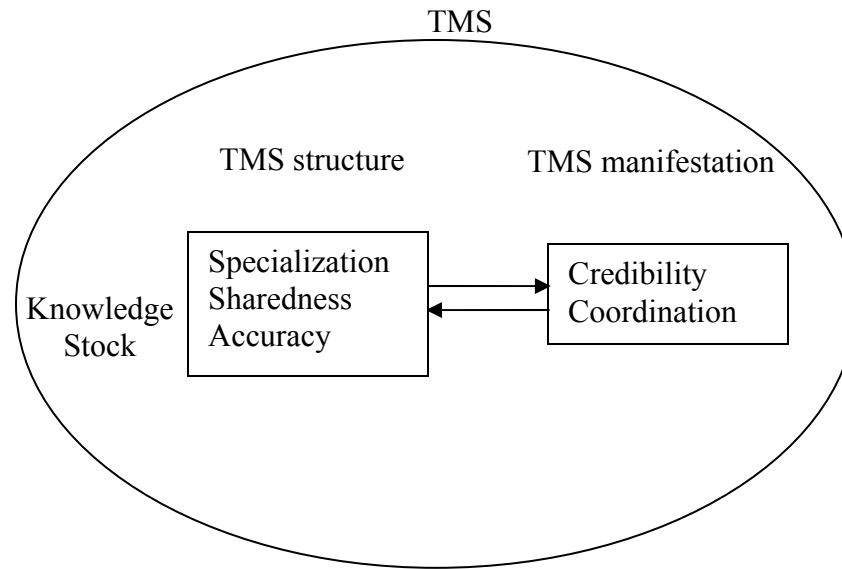 TMS
TMS structure
TMS manifestation
Knowledge
Stock
Specialization
Sharedness
Accuracy
Credibility
Coordination